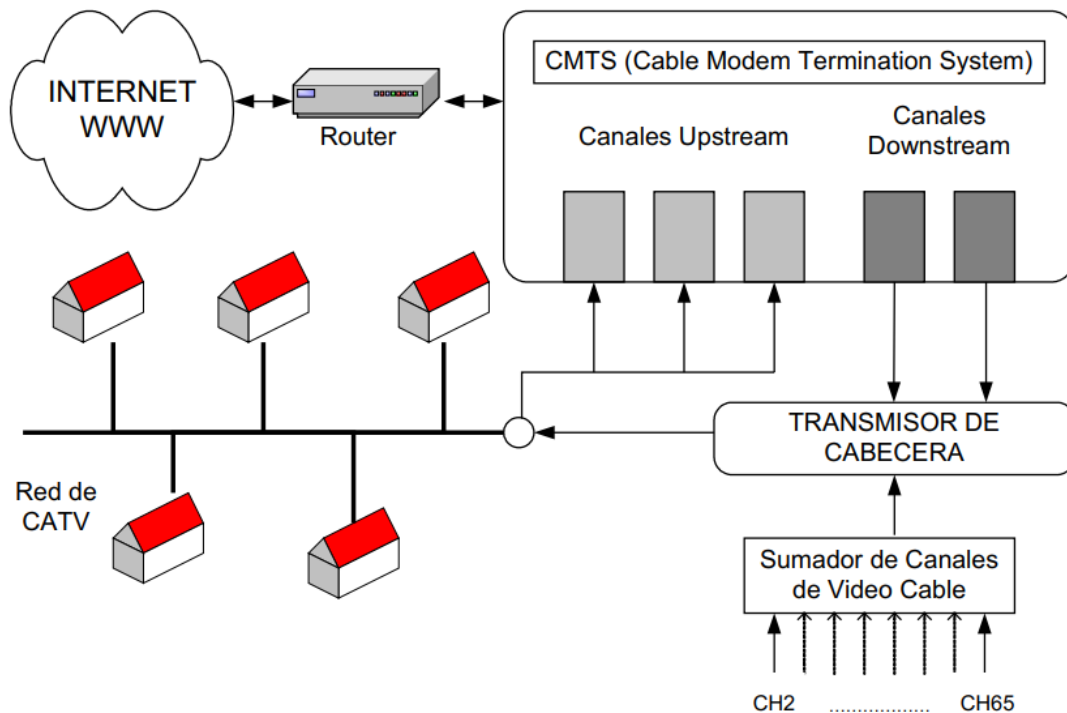 INTERNET
WWW
Router
CMTS (Cable Modem Termination System)
Canales Upstream
Canales
Downstream
TRANSMISOR DE
CABECERA
Red de
CATV
Sumador de Canales
de Video Cable
CH2 .................. CH65